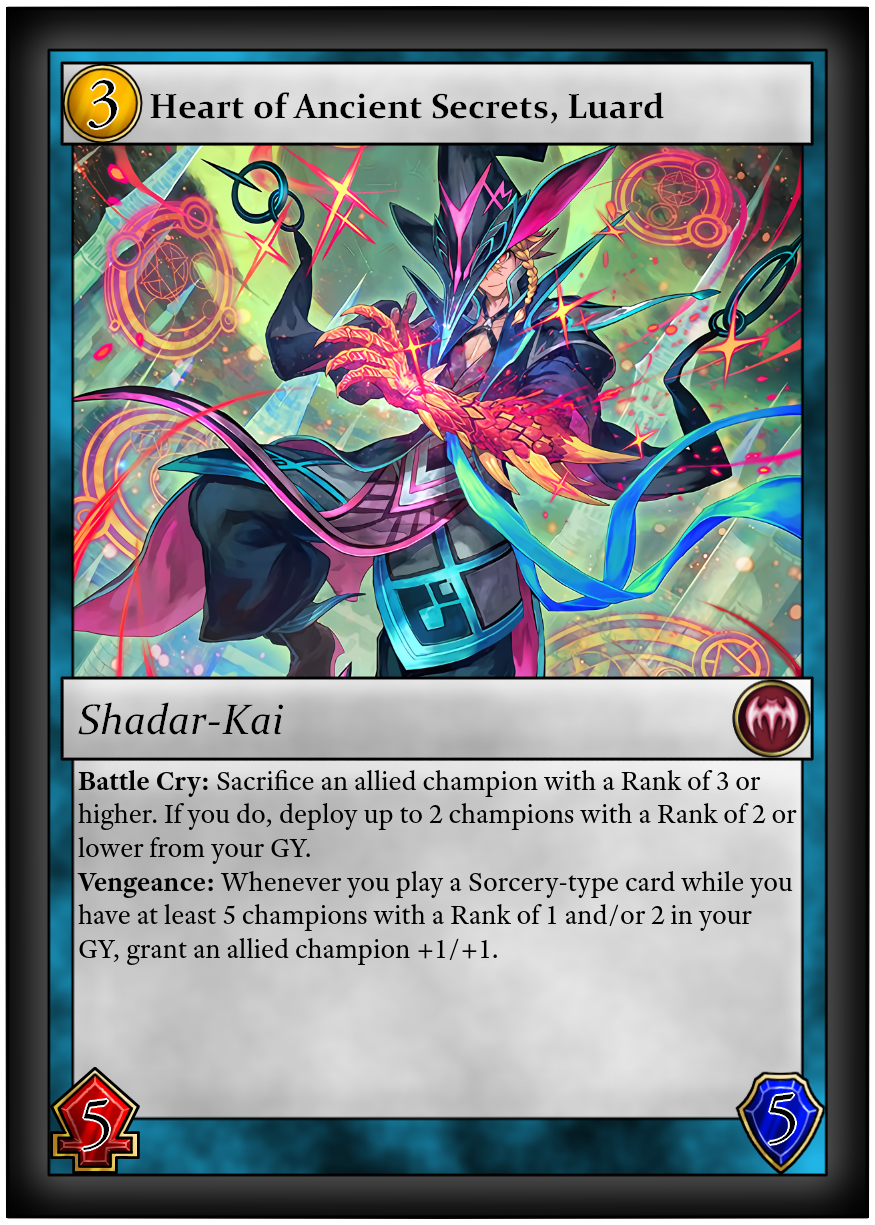 3
Heart of Ancient Secrets, Luard
Shadar-Kai
Battle Cry: Sacrifice an allied champion with a Rank of 3 or
higher. If you do, deploy up to 2 champions with a Rank of 2 or
lower from your GY.
Vengeance: Whenever you play a Sorcery-type card while you
have at least 5 champions with a Rank of 1 and/or 2 in your
GY, grant an allied champion +1/+1.
5
5